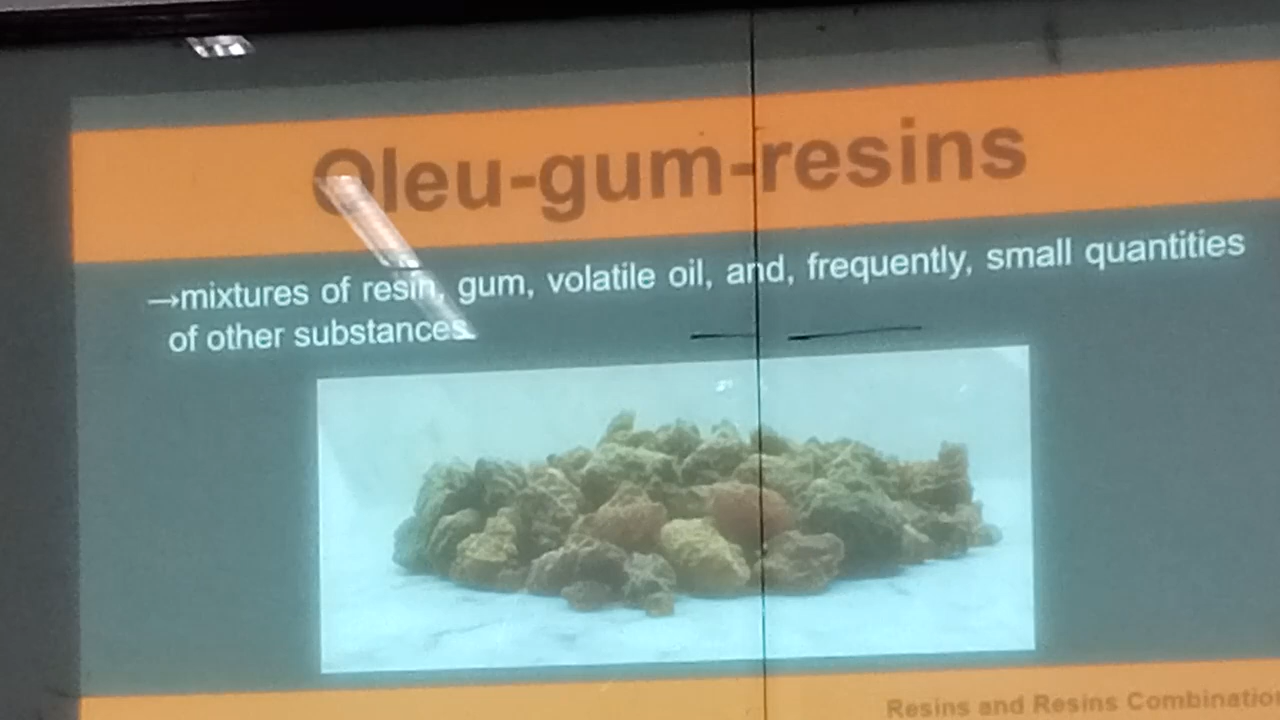 Oleu-gum-resins
→mixtures of resin, gum, volatile oil, and, frequently, small quantities
of other substances
Resins and Resins Combination